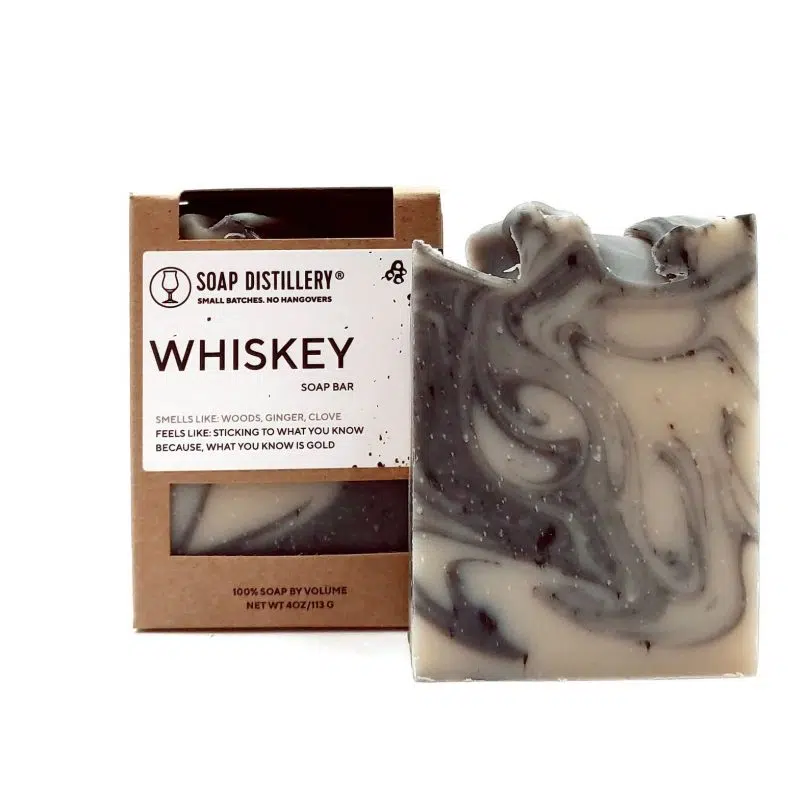 SOAP DISTILLERY®
SMALL BATCHES. NO HANGOVERS
WHISKEY
SOAP BAR
SMELLS LIKE: WOODS, GINGER, CLOVE
FEELS LIKE: STICKING TO WHAT YOU KNOW
BECAUSE, WHAT YOU KNOW IS GOLD
100% SOAP BY VOLUME
NET WT 4OZ/113 G